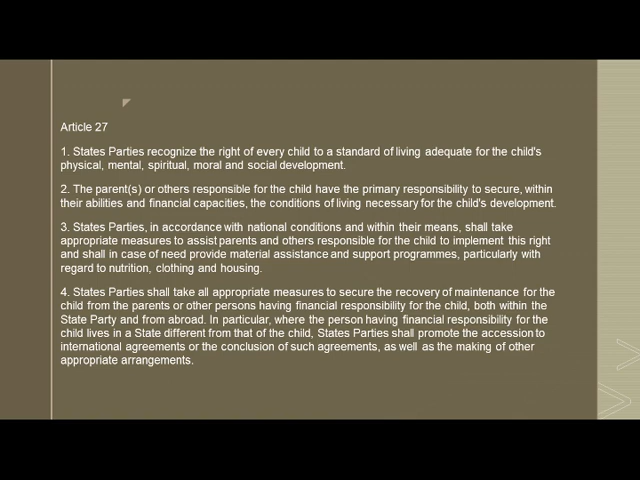 Article 27
1. States Parties recognize the right of every child to a standard of living adequate for the child's
physical, mental, spiritual, moral and social development.
2. The parent(s) or others responsible for the child have the primary responsibility to secure, within
their abilities and financial capacities, the conditions of living necessary for the child's development.
3. States Parties, in accordance with national conditions and within their means, shall take
appropriate measures to assist parents and others responsible for the child to implement this right
and shall in case of need provide material assistance and support programmes, particularly with
regard to nutrition, clothing and housing.
4. States Parties shall take all appropriate measures to secure the recovery of maintenance for the
child from the parents or other persons having financial responsibility for the child, both within the
State Party and from abroad. In particular, where the person having financial responsibility for the
child lives in a State different from that of the child, States Parties shall promote the accession to
international agreements or the conclusion of such agreements, as well as the making of other
appropriate arrangements.